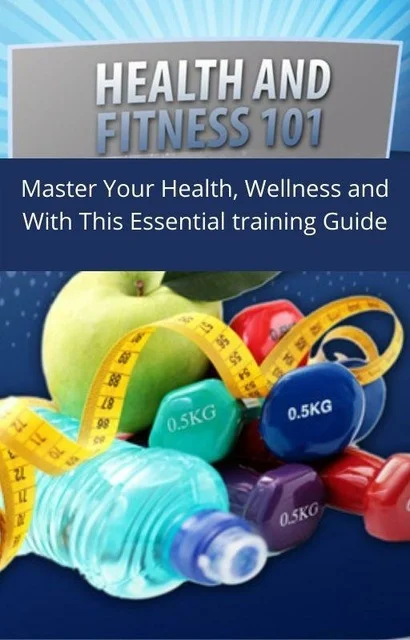 HEALTH AND
FITNESS 101
Master Your Health, Wellness and
With This Essential training Guide
0.5KG
0.5KG
0.5KG